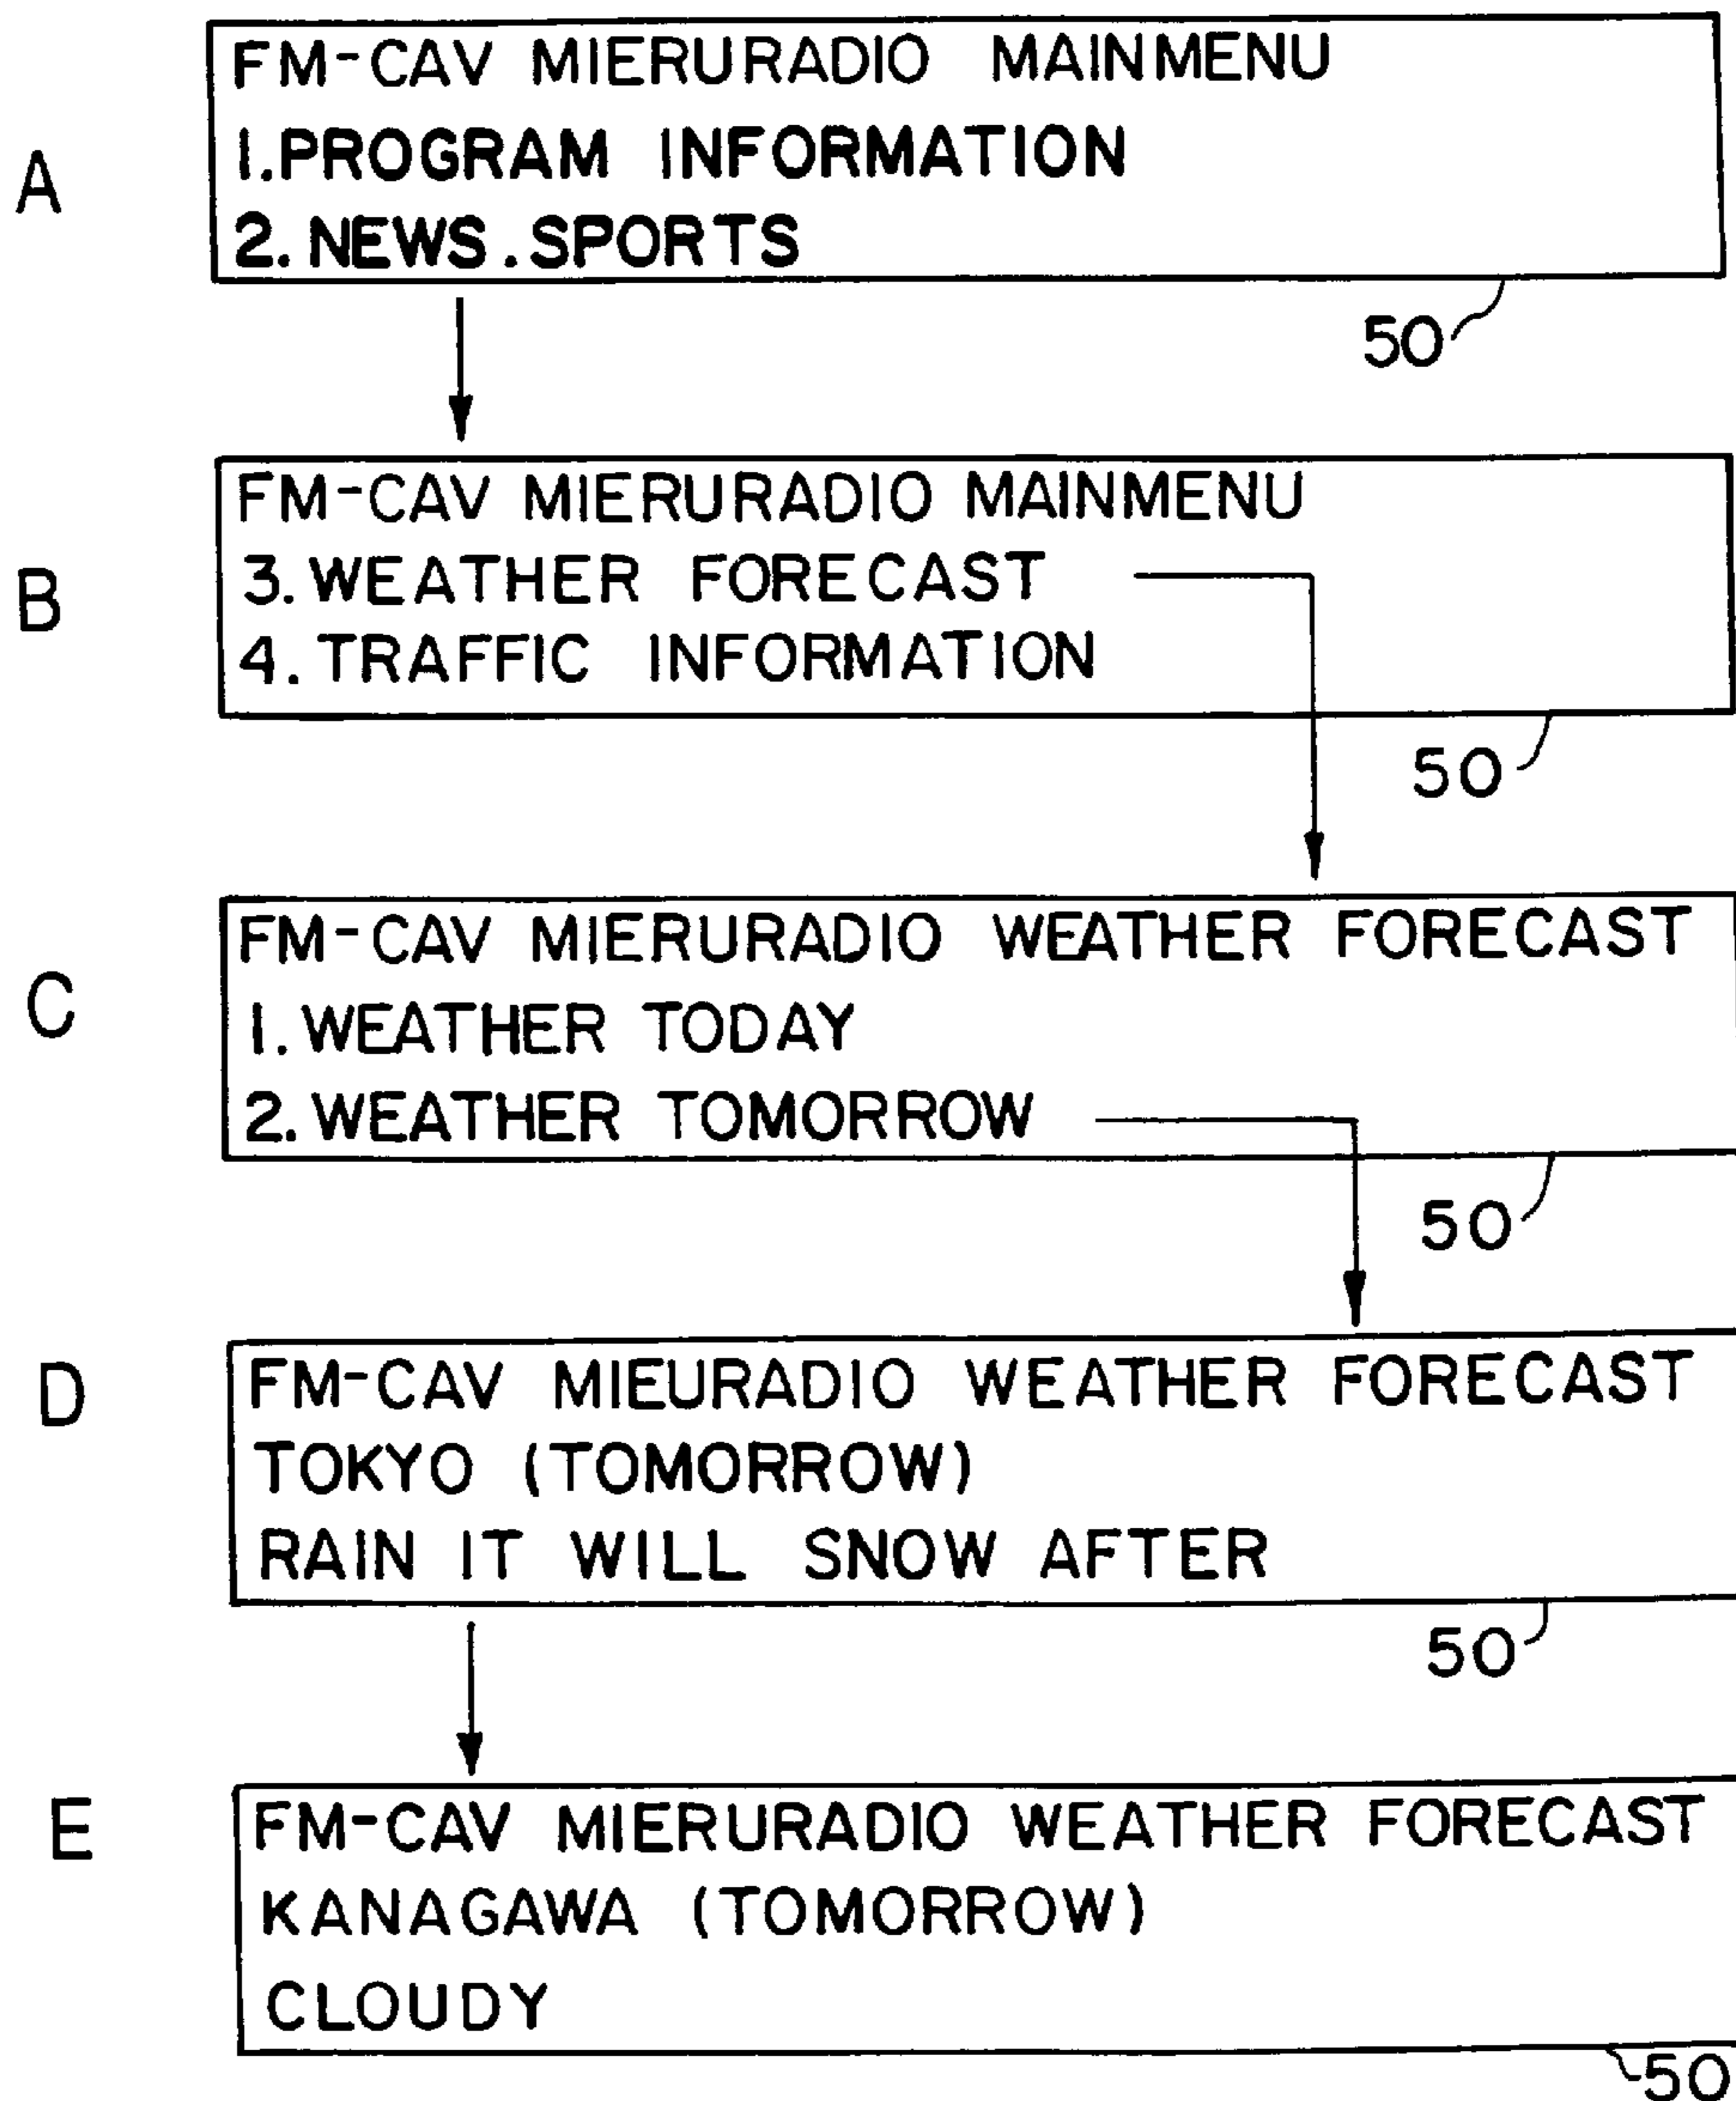 FM-CAV MIERURADIO MAINMENU
1.PROGRAM INFORMATION
A
2. NEWS.SPORTS
50
FM-CAV MIERURADIO MAINMENU
3. WEATHER FORECAST
B
4. TRAFFIC INFORMATION
50
FM-CAV MIERURADIO WEATHER FORECAST
C
1. WEATHER TODAY
2. WEATHER TOMORROW
50
D
FM-CAV MIEURADIO WEATHER FORECAST
TOKYO (TOMORROW)
RAIN IT WILL SNOW AFTER
50
E
FM-CAV MIERURADIO WEATHER FORECAST
KANAGAWA (TOMORROW)
CLOUDY
50